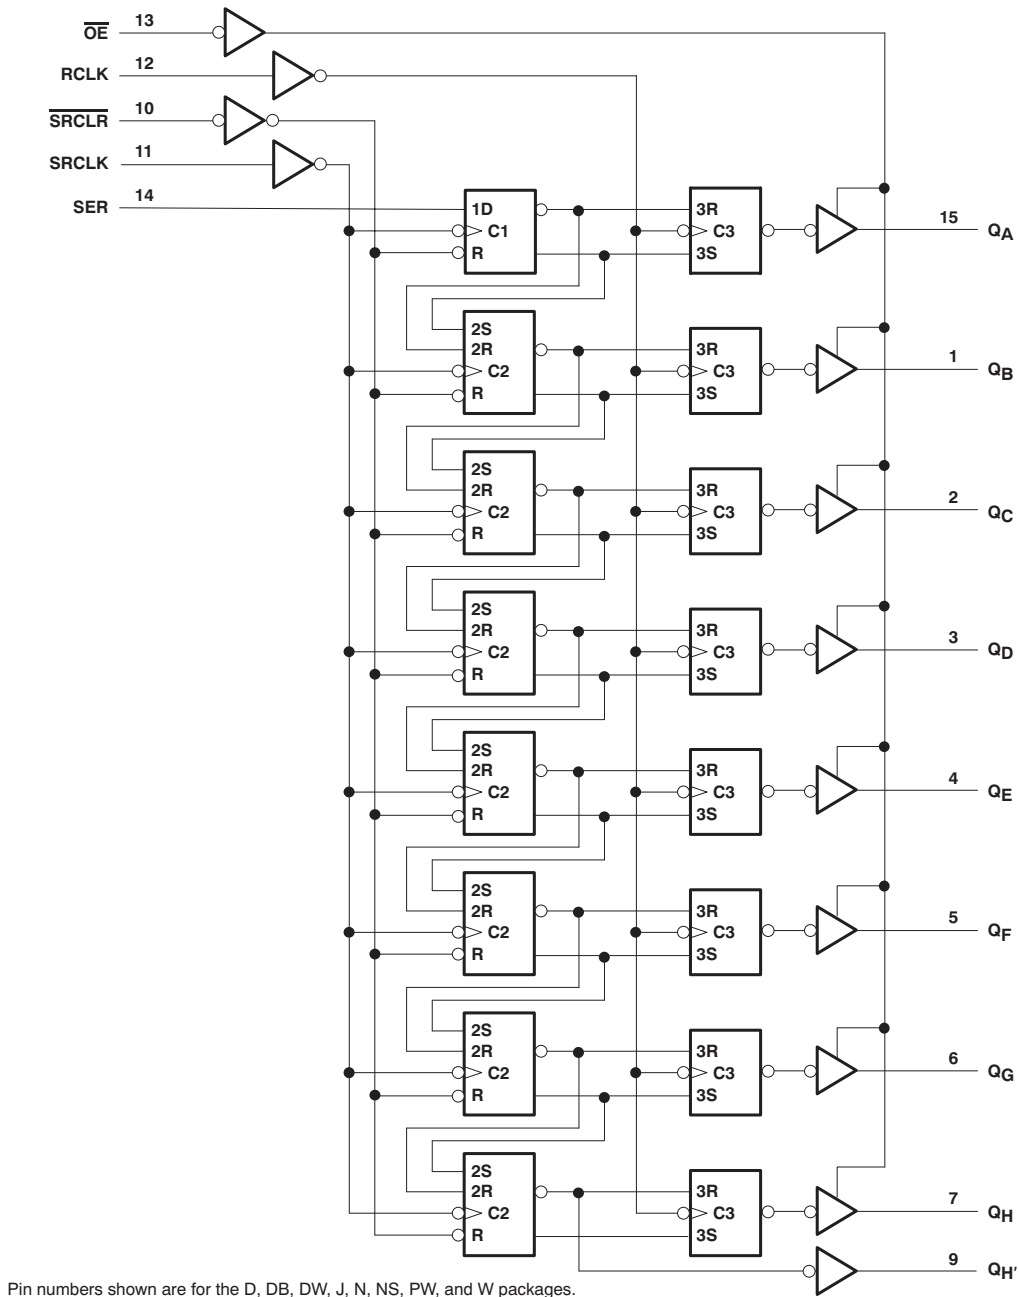 OE 13
RCLK 12
SRCLR 10
SRCLK 11
SER 14
1D
C1
R
3R
C3
3S
15 QA
2S
2R
C2
R
3R
C3
3S
1 QB
2S
2R
C2
R
3R
C3
3S
2 QC
2S
2R
C2
R
3R
C3
3S
3 QD
2S
2R
C2
R
3R
C3
3S
4 QE
2S
2R
C2
R
3R
C3
3S
5 QF
2S
2R
C2
R
3R
C3
3S
6 QG
2S
2R
C2
R
3R
C3
3S
7 QH
9 QH'
Pin numbers shown are for the D, DB, DW, J, N, NS, PW, and W packages.